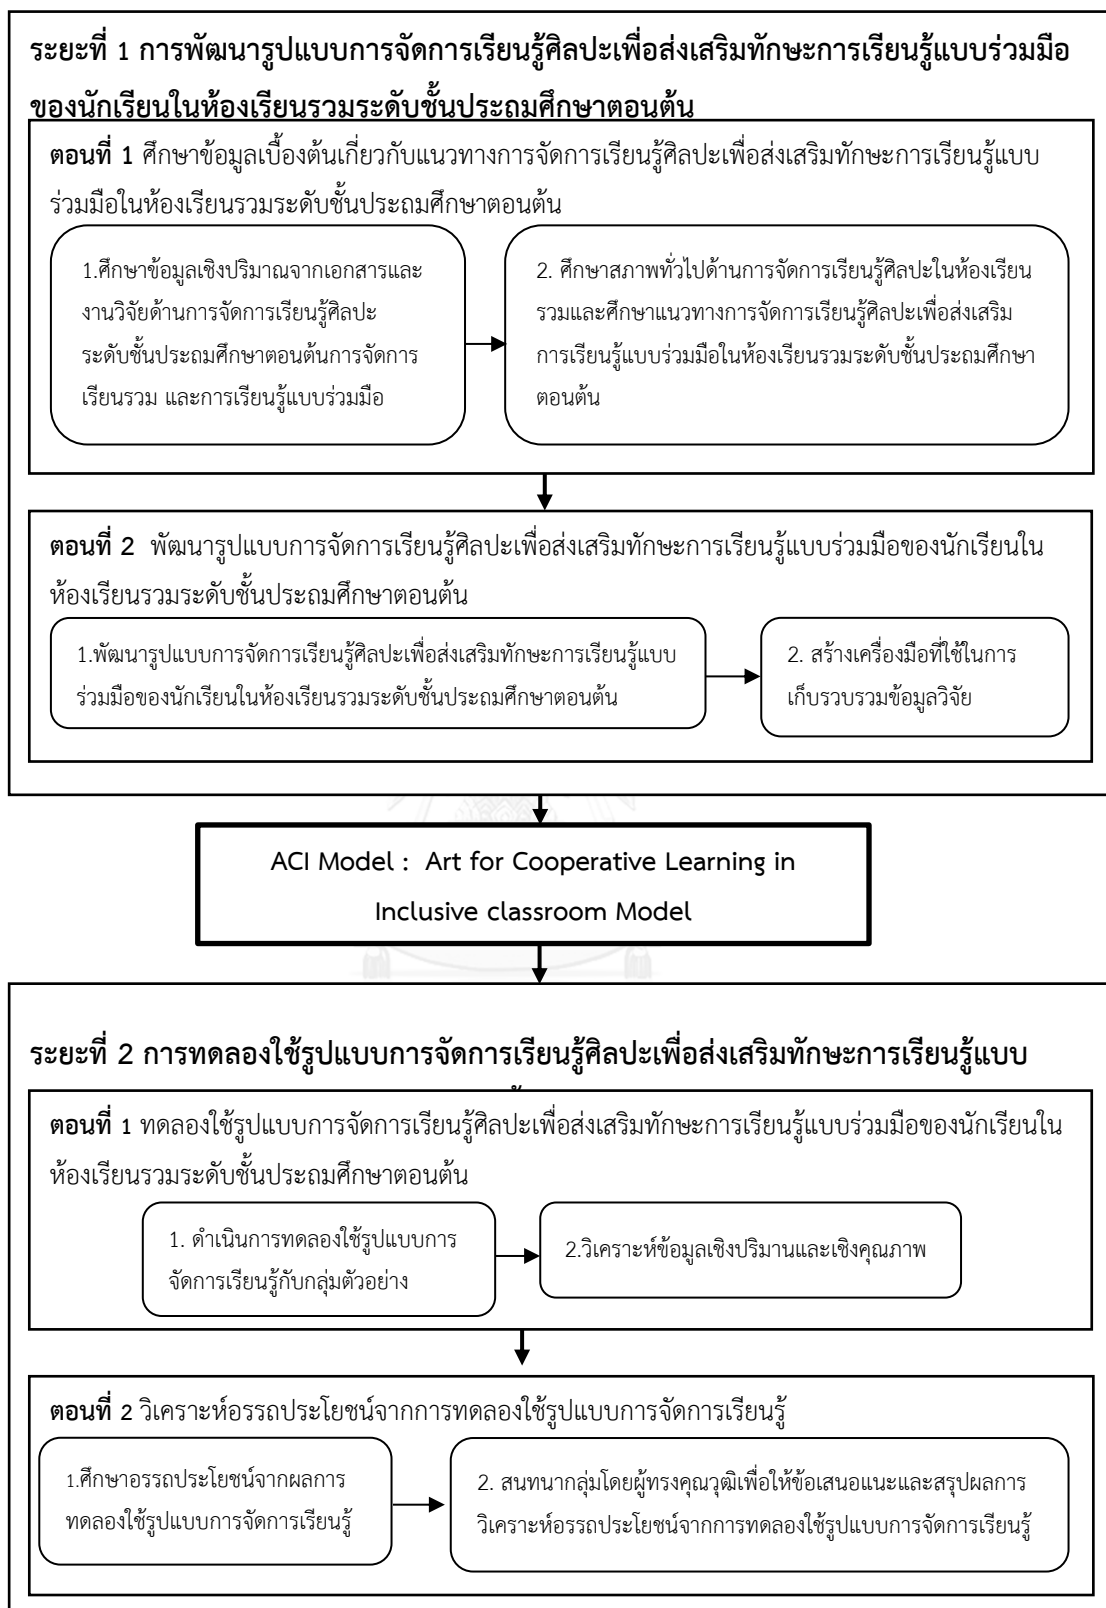 ระยะที่ 1 การพัฒนารูปแบบการจัดการเรียนรู้ศิลปะเพื่อส่งเสริมทักษะการเรียนรู้แบบร่วมมือ
ของนักเรียนในห้องเรียนรวมระดับชั้นประถมศึกษาตอนต้น
ตอนที่ 1 ศึกษาข้อมูลเบื้องต้นเกี่ยวกับแนวทางการจัดการเรียนรู้ศิลปะเพื่อส่งเสริมทักษะการเรียนรู้แบบ
ร่วมมือในห้องเรียนรวมระดับชั้นประถมศึกษาตอนต้น
1.ศึกษาข้อมูลเชิงปริมาณจากเอกสารและ
งานวิจัยด้านการจัดการเรียนรู้ศิลปะ
ระดับชั้นประถมศึกษาตอนต้นการจัดการ
เรียนรวม และการเรียนรู้แบบร่วมมือ
2. ศึกษาสภาพทั่วไปด้านการจัดการเรียนรู้ศิลปะในห้องเรียน
รวมและศึกษาแนวทางการจัดการเรียนรู้ศิลปะเพื่อส่งเสริม
การเรียนรู้แบบร่วมมือในห้องเรียนรวมระดับชั้นประถมศึกษา
ตอนต้น
ตอนที่ 2 พัฒนารูปแบบการจัดการเรียนรู้ศิลปะเพื่อส่งเสริมทักษะการเรียนรู้แบบร่วมมือของนักเรียนใน
ห้องเรียนรวมระดับชั้นประถมศึกษาตอนต้น
1.พัฒนารูปแบบการจัดการเรียนรู้ศิลปะเพื่อส่งเสริมทักษะการเรียนรู้แบบ
ร่วมมือของนักเรียนในห้องเรียนรวมระดับชั้นประถมศึกษาตอนต้น
2. สร้างเครื่องมือที่ใช้ในการ
เก็บรวบรวมข้อมูลวิจัย
ACI Model : Art for Cooperative Learning in
Inclusive classroom Model
ระยะที่ 2 การทดลองใช้รูปแบบการจัดการเรียนรู้ศิลปะเพื่อส่งเสริมทักษะการเรียนรู้แบบ
ตอนที่ 1 ทดลองใช้รูปแบบการจัดการเรียนรู้ศิลปะเพื่อส่งเสริมทักษะการเรียนรู้แบบร่วมมือของนักเรียนใน
ห้องเรียนรวมระดับชั้นประถมศึกษาตอนต้น
1. ดำเนินการทดลองใช้รูปแบบการ
จัดการเรียนรู้กับกลุ่มตัวอย่าง
2.วิเคราะห์ข้อมูลเชิงปริมานและเชิงคุณภาพ
ตอนที่ 2 วิเคราะห์อรรถประโยชน์จากการทดลองใช้รูปแบบการจัดการเรียนรู้
1.ศึกษาอรรถประโยชน์จากผลการ
ทดลองใช้รูปแบบการจัดการเรียนรู้
2. สนทนากลุ่มโดยผู้ทรงคุณวุฒิเพื่อให้ข้อเสนอแนะและสรุปผลการ
วิเคราะห์อรรถประโยชน์จากการทดลองใช้รูปแบบการจัดการเรียนรู้